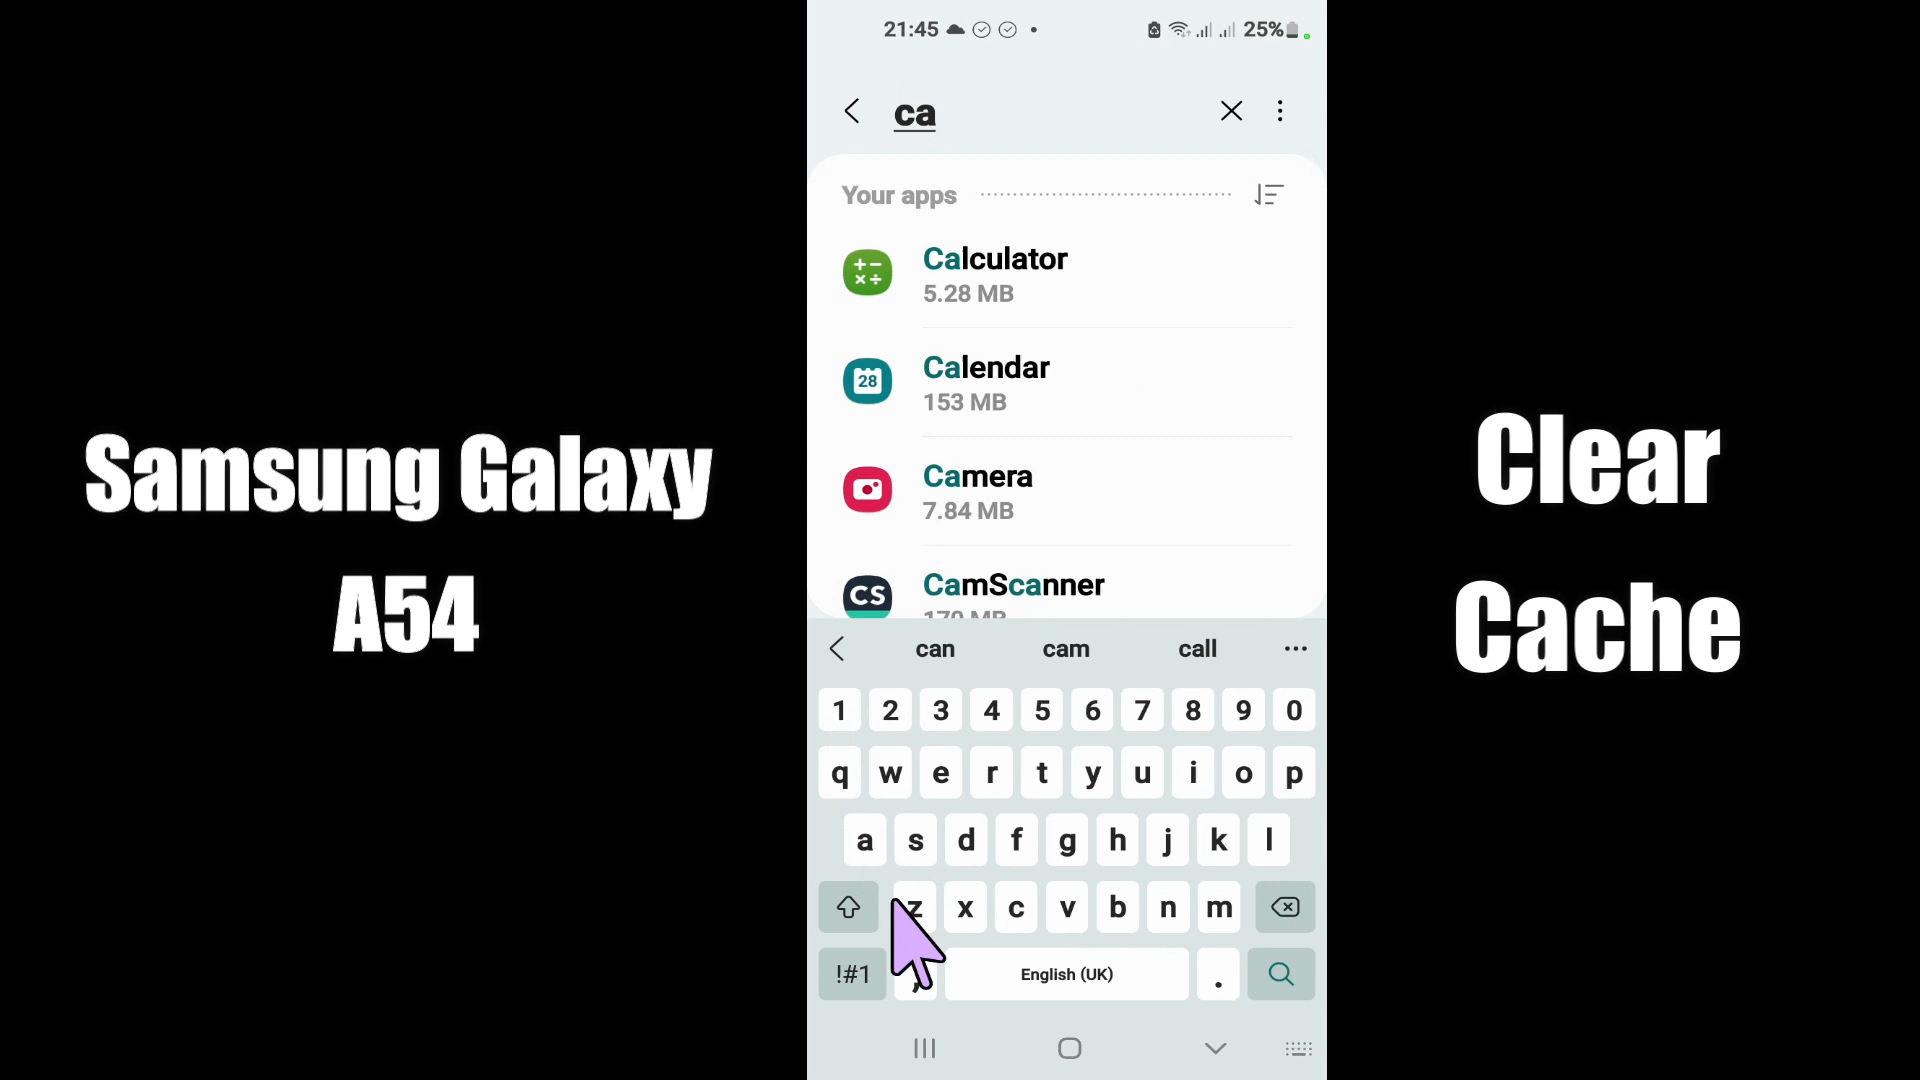 Samsung Galaxy
A54
21:45
25%
ca
Your apps
Calculator
5.28 MB
28
Calendar
153 MB
Camera
7.84 MB
CS
CamScanner
170 MB
can cam call
1 2 3 4 5 6 7 8 9 0
q w e r t y u i o p
a s d f g h j k l
z x c v b n m
!#1 , English (UK) .
Clear
Cache